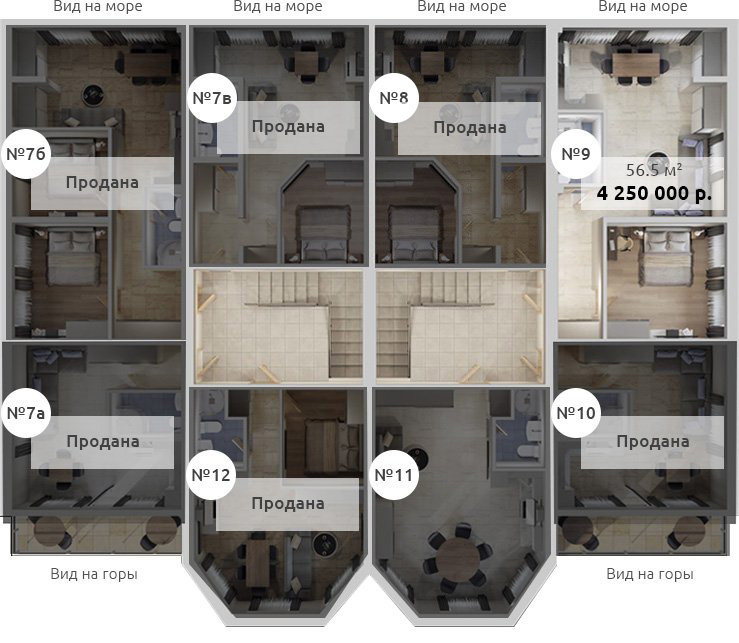 Вид на море
Вид на море
Вид на море
Вид на море
№7б
Продана
№7в
Продана
№8
Продана
№9
56.5 м²
4 250 000 р.
№7а
Продана
№12
Продана
№11
№10
Продана
Вид на горы
Вид на горы